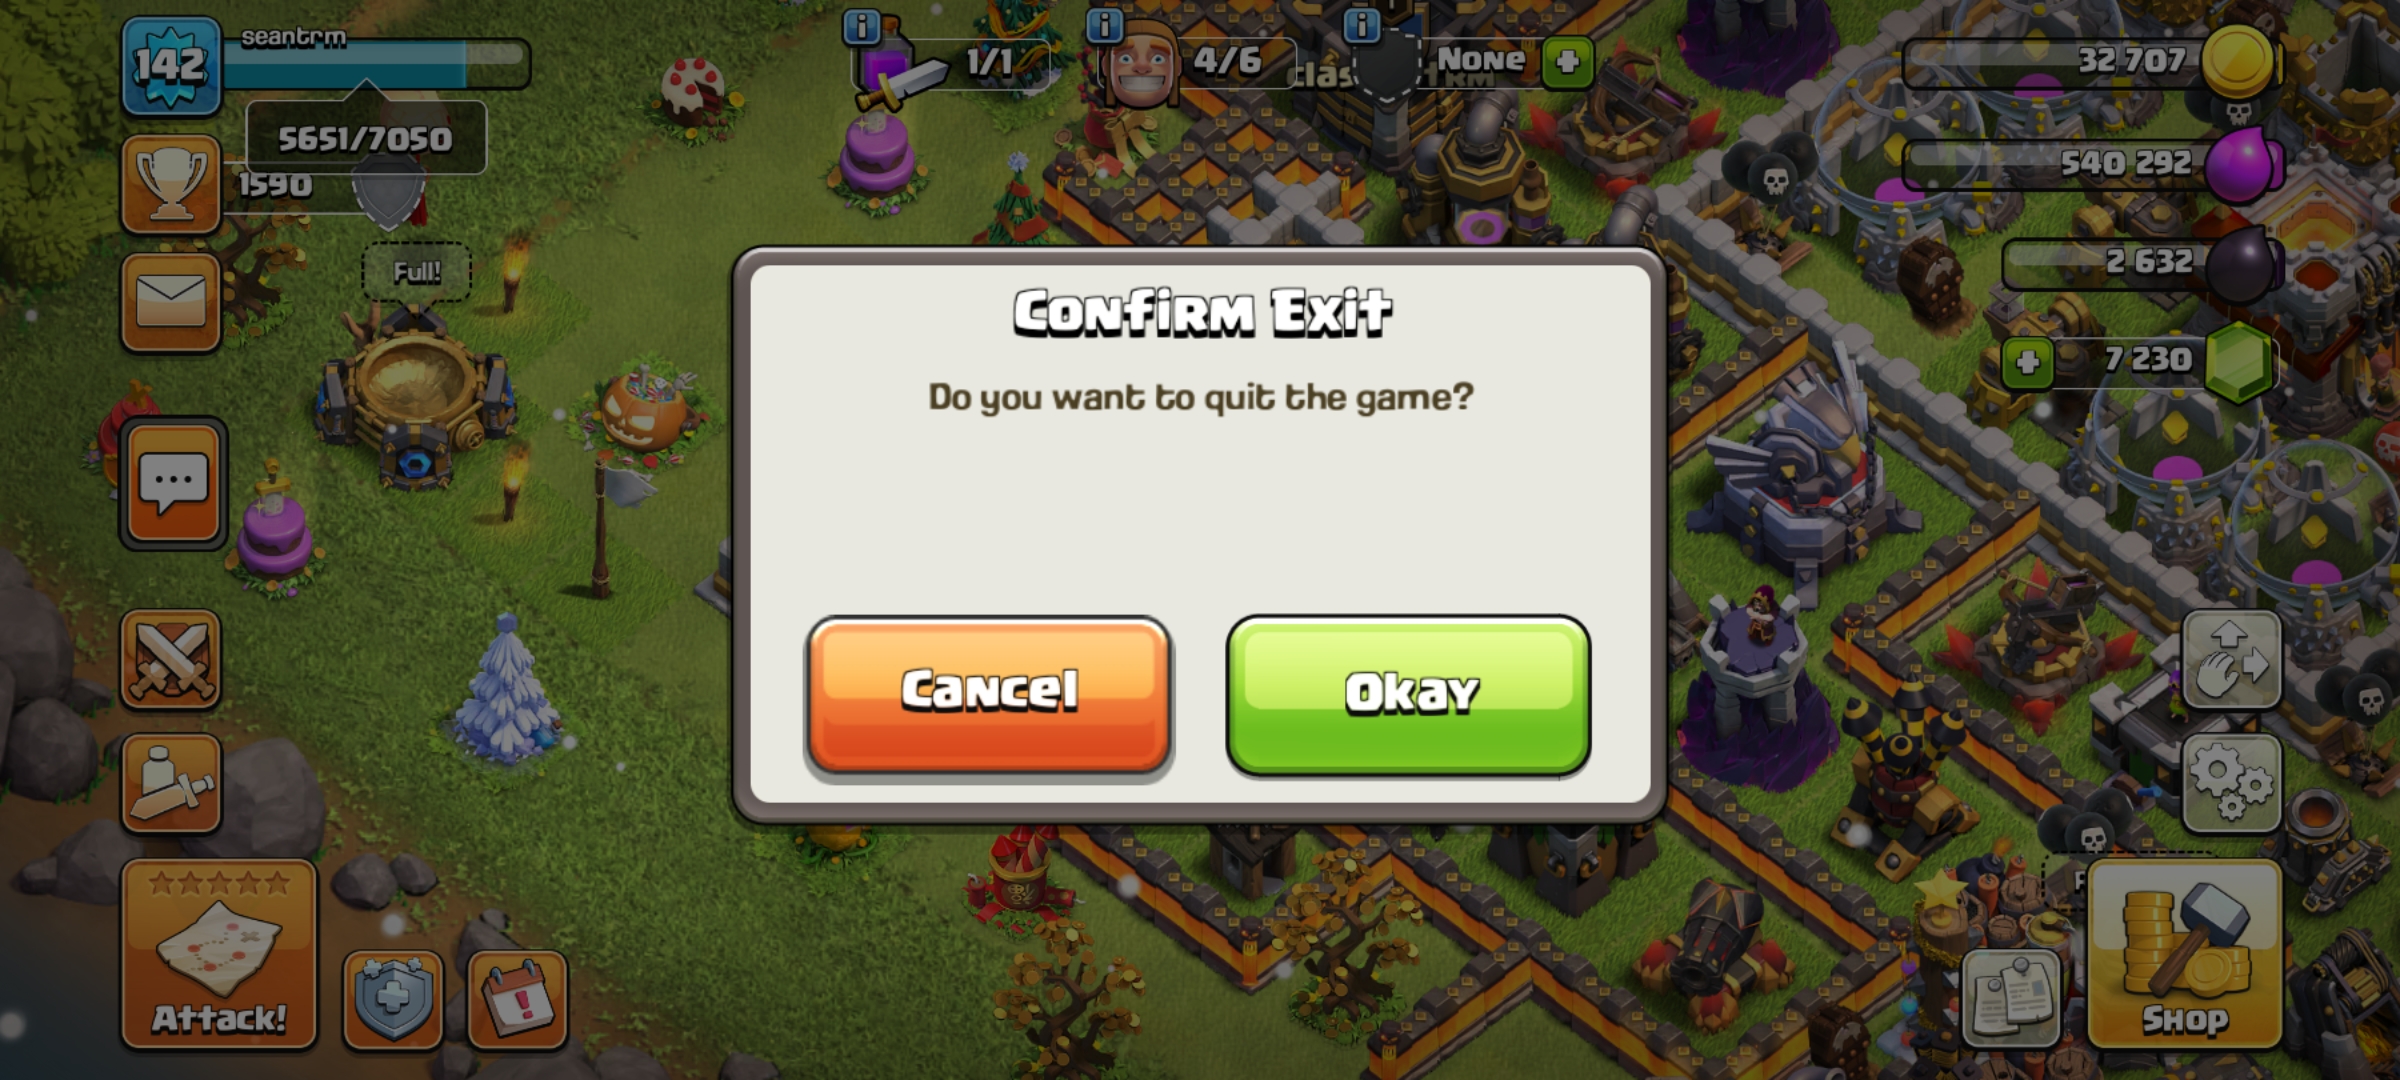 142
seantrm
5651/7050
1590
1/1
4/6
None
32 707
540 292
2 632
7 230
Full!
Confirm Exit
Do you want to quit the game?
Cancel
Okay
Attack!
Shop